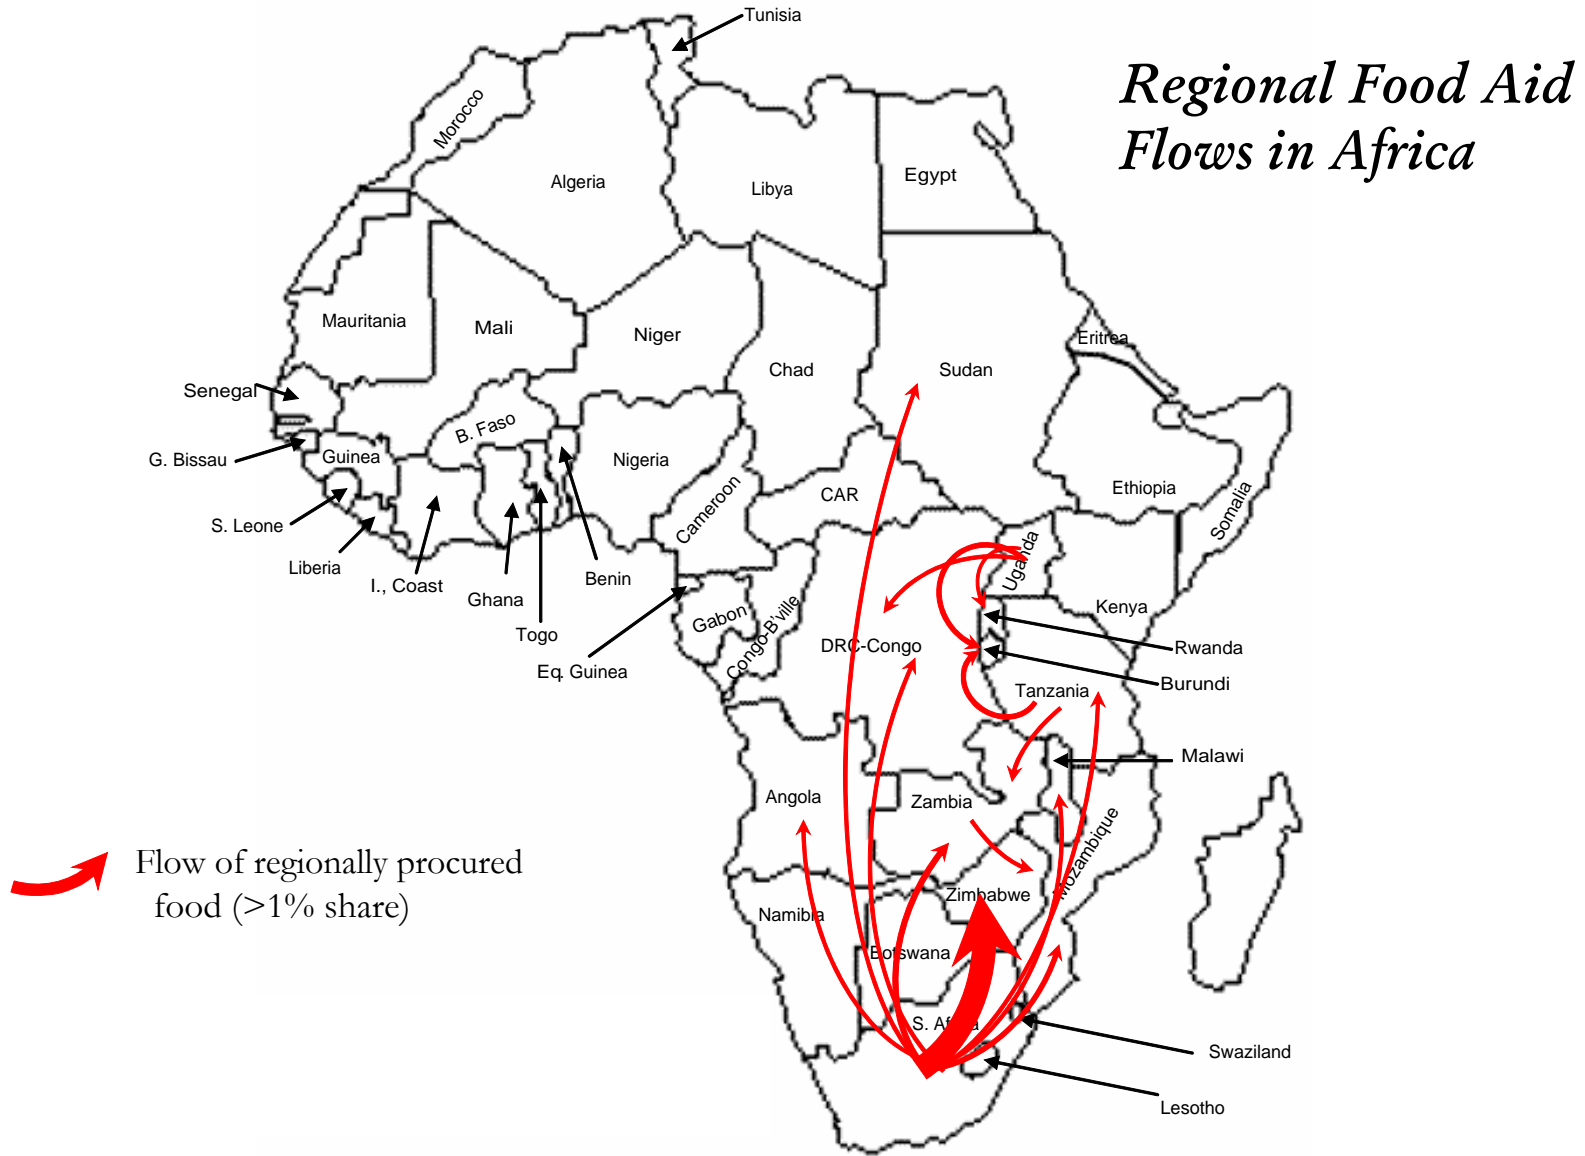 Regional Food Aid
Flows in Africa
Tunisia
Morocco
Algeria
Libya
Egypt
Mauritania
Mali
Niger
Chad
Sudan
Eritrea
Senegal
B. Faso
G. Bissau
Guinea
Nigeria
Cameroon
CAR
Ethiopia
Somalia
S. Leone
Liberia
I., Coast
Ghana
Togo
Benin
Eq. Guinea
Gabon
Congo-B'ville
DRC-Congo
Uganda
Kenya
Rwanda
Burundi
Tanzania
Malawi
Angola
Zambia
Mozambique
Zimbabwe
Namibia
Botswana
S. Africa
Swaziland
Lesotho
Flow of regionally procured
food (>1% share)